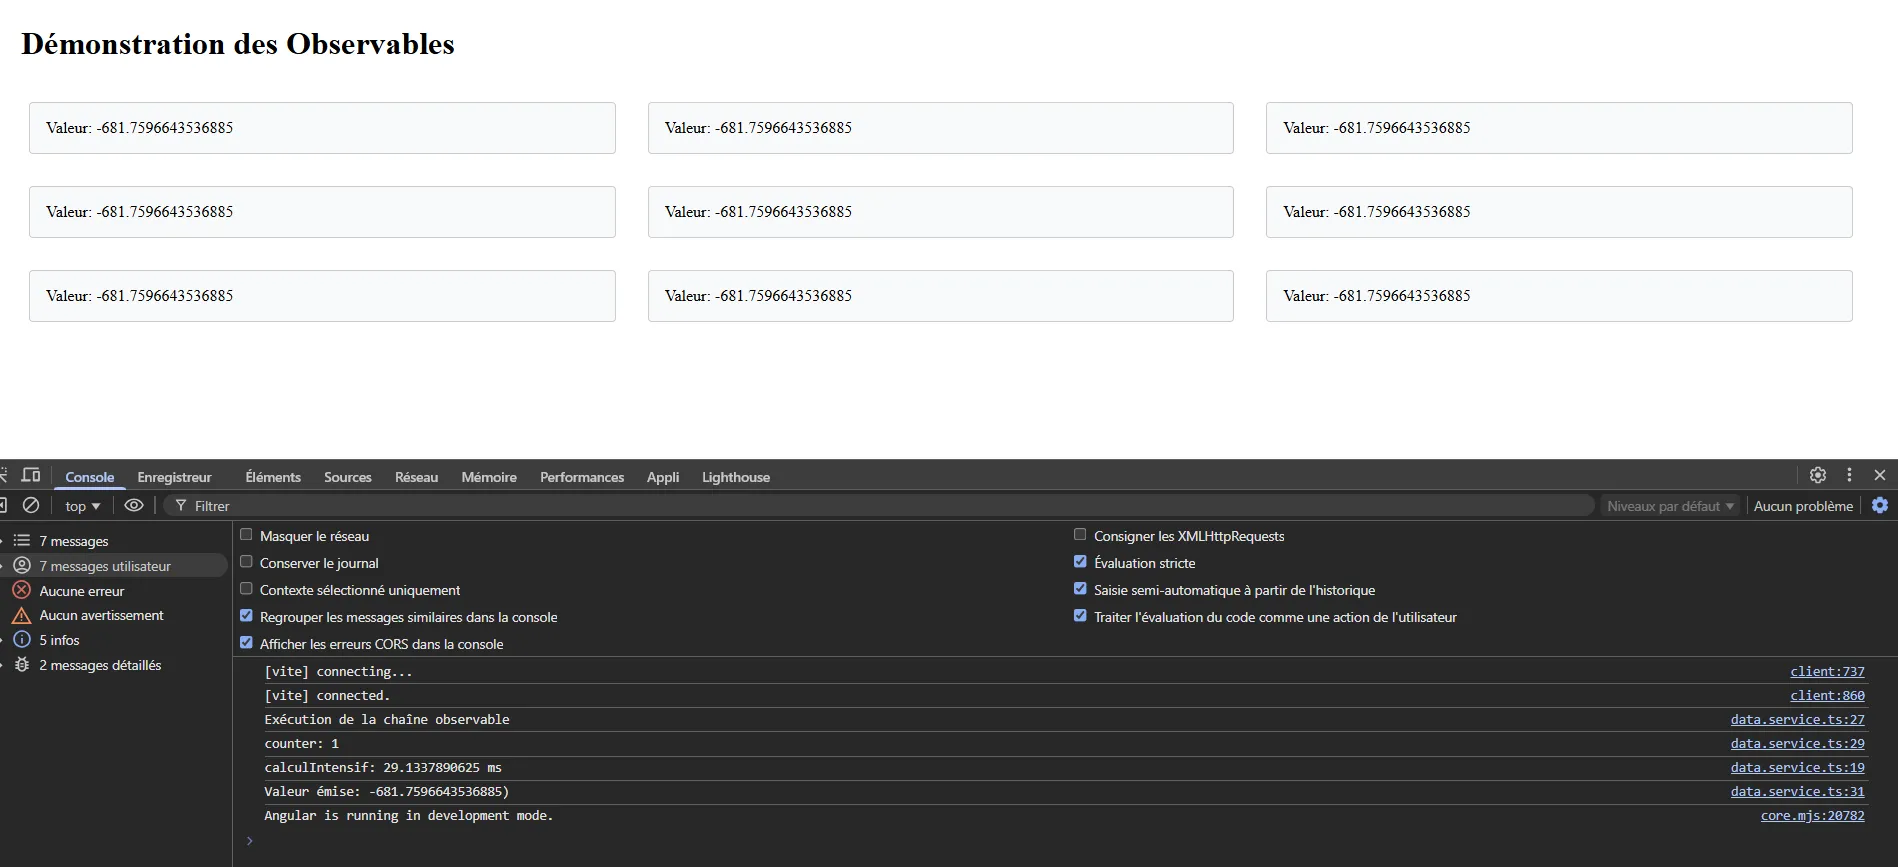 Démonstration des Observables
Valeur: -681.7596643536885 Valeur: -681.7596643536885 Valeur: -681.7596643536885
Valeur: -681.7596643536885 Valeur: -681.7596643536885 Valeur: -681.7596643536885
Valeur: -681.7596643536885 Valeur: -681.7596643536885 Valeur: -681.7596643536885
Console Enregistreur Éléments Sources Réseau Mémoire Performances Appli Lighthouse
top Filtrer Niveaux par défaut Aucun problème
7 messages
7 messages utilisateur
Aucune erreur
Aucun avertissement
5 infos
2 messages détaillés
Masquer le réseau Consigner les XMLHttpRequests
Conserver le journal Évaluation stricte
Contexte sélectionné uniquement Saisie semi-automatique à partir de l'historique
Regrouper les messages similaires dans la console Traiter l'évaluation du code comme une action de l'utilisateur
Afficher les erreurs CORS dans la console
[vite] connecting... client:737
[vite] connected. client:860
Exécution de la chaîne observable data.service.ts:27
counter: 1 data.service.ts:29
calculIntensif: 29.1337890625 ms data.service.ts:19
Valeur émise: -681.7596643536885) data.service.ts:31
Angular is running in development mode. core.mjs:20782